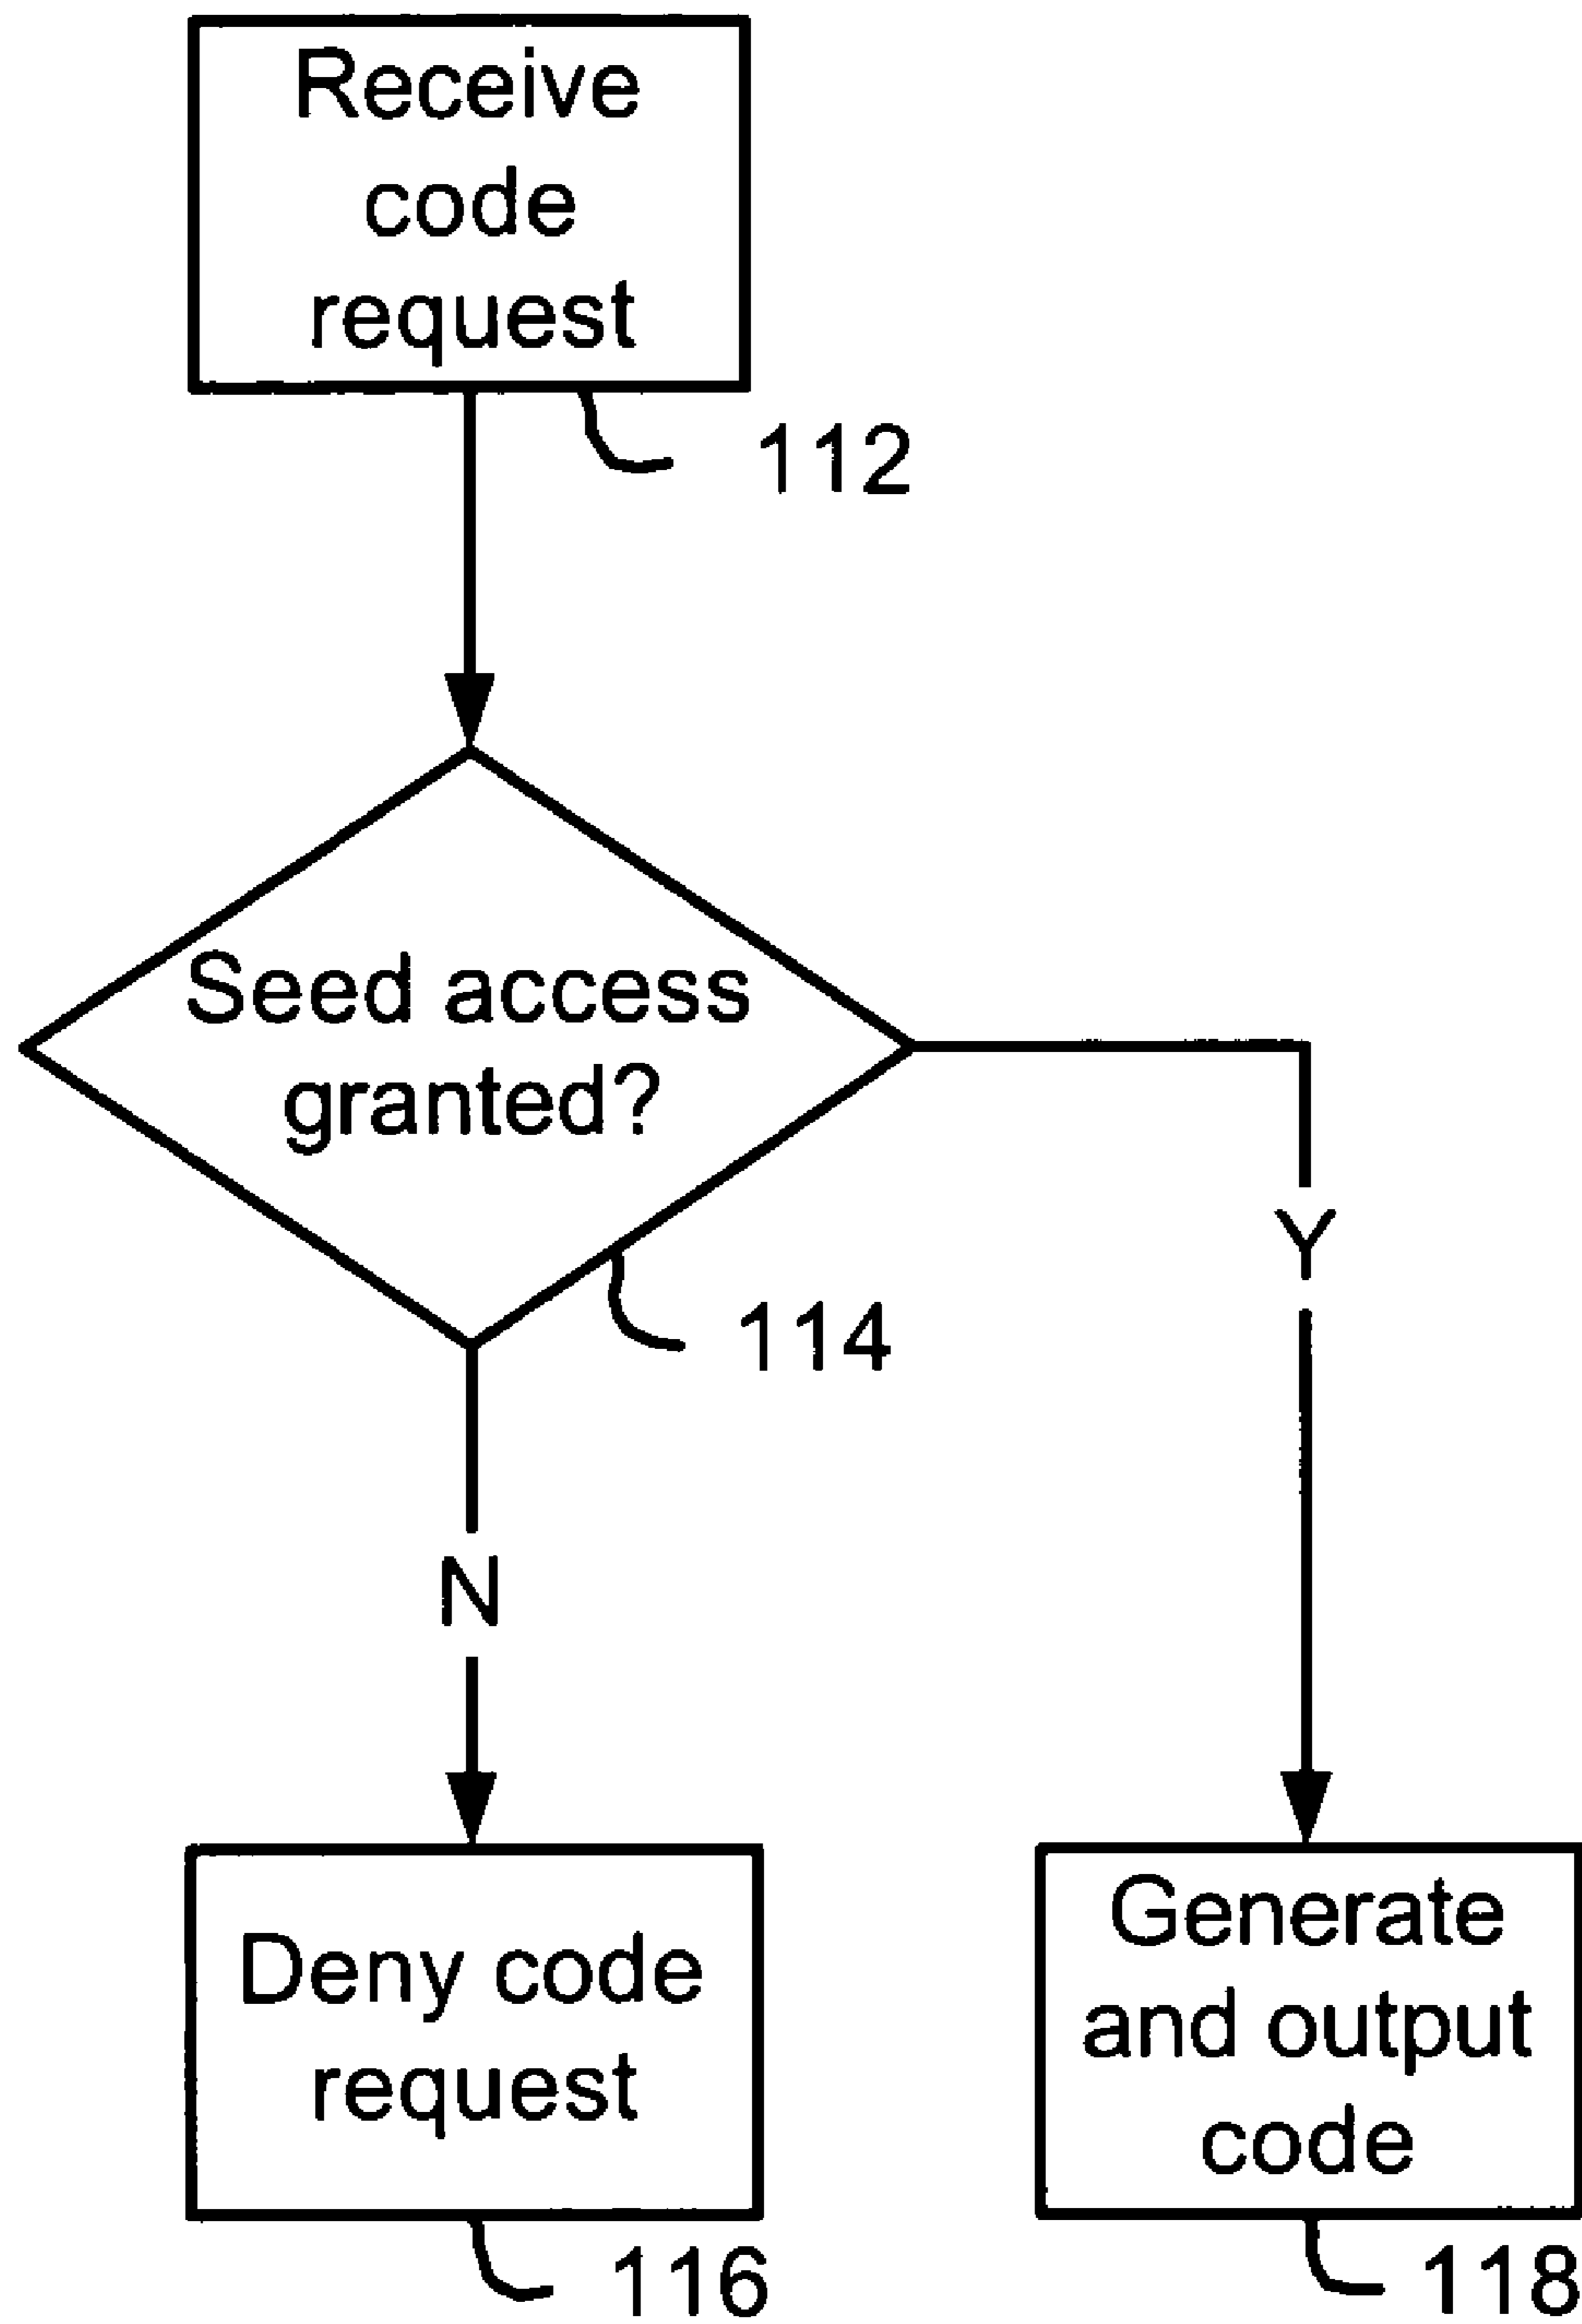 Receive
code
request
112
Seed access
granted?
114
Y
N
Deny code
request
116
Generate
and output
code
118